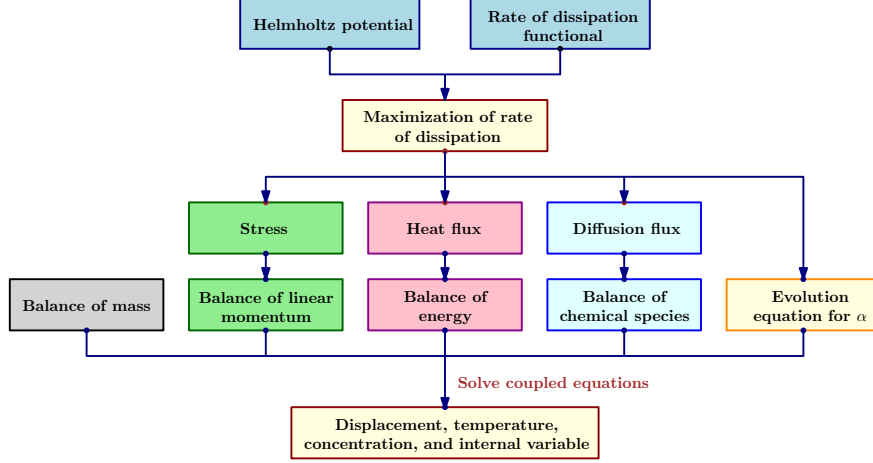 Helmholtz potential
Rate of dissipation
functional
Maximization of rate
of dissipation
Stress
Heat flux
Diffusion flux
Balance of mass
Balance of linear
momentum
Balance of
energy
Balance of
chemical species
Evolution
equation for α
Solve coupled equations
Displacement, temperature,
concentration, and internal variable